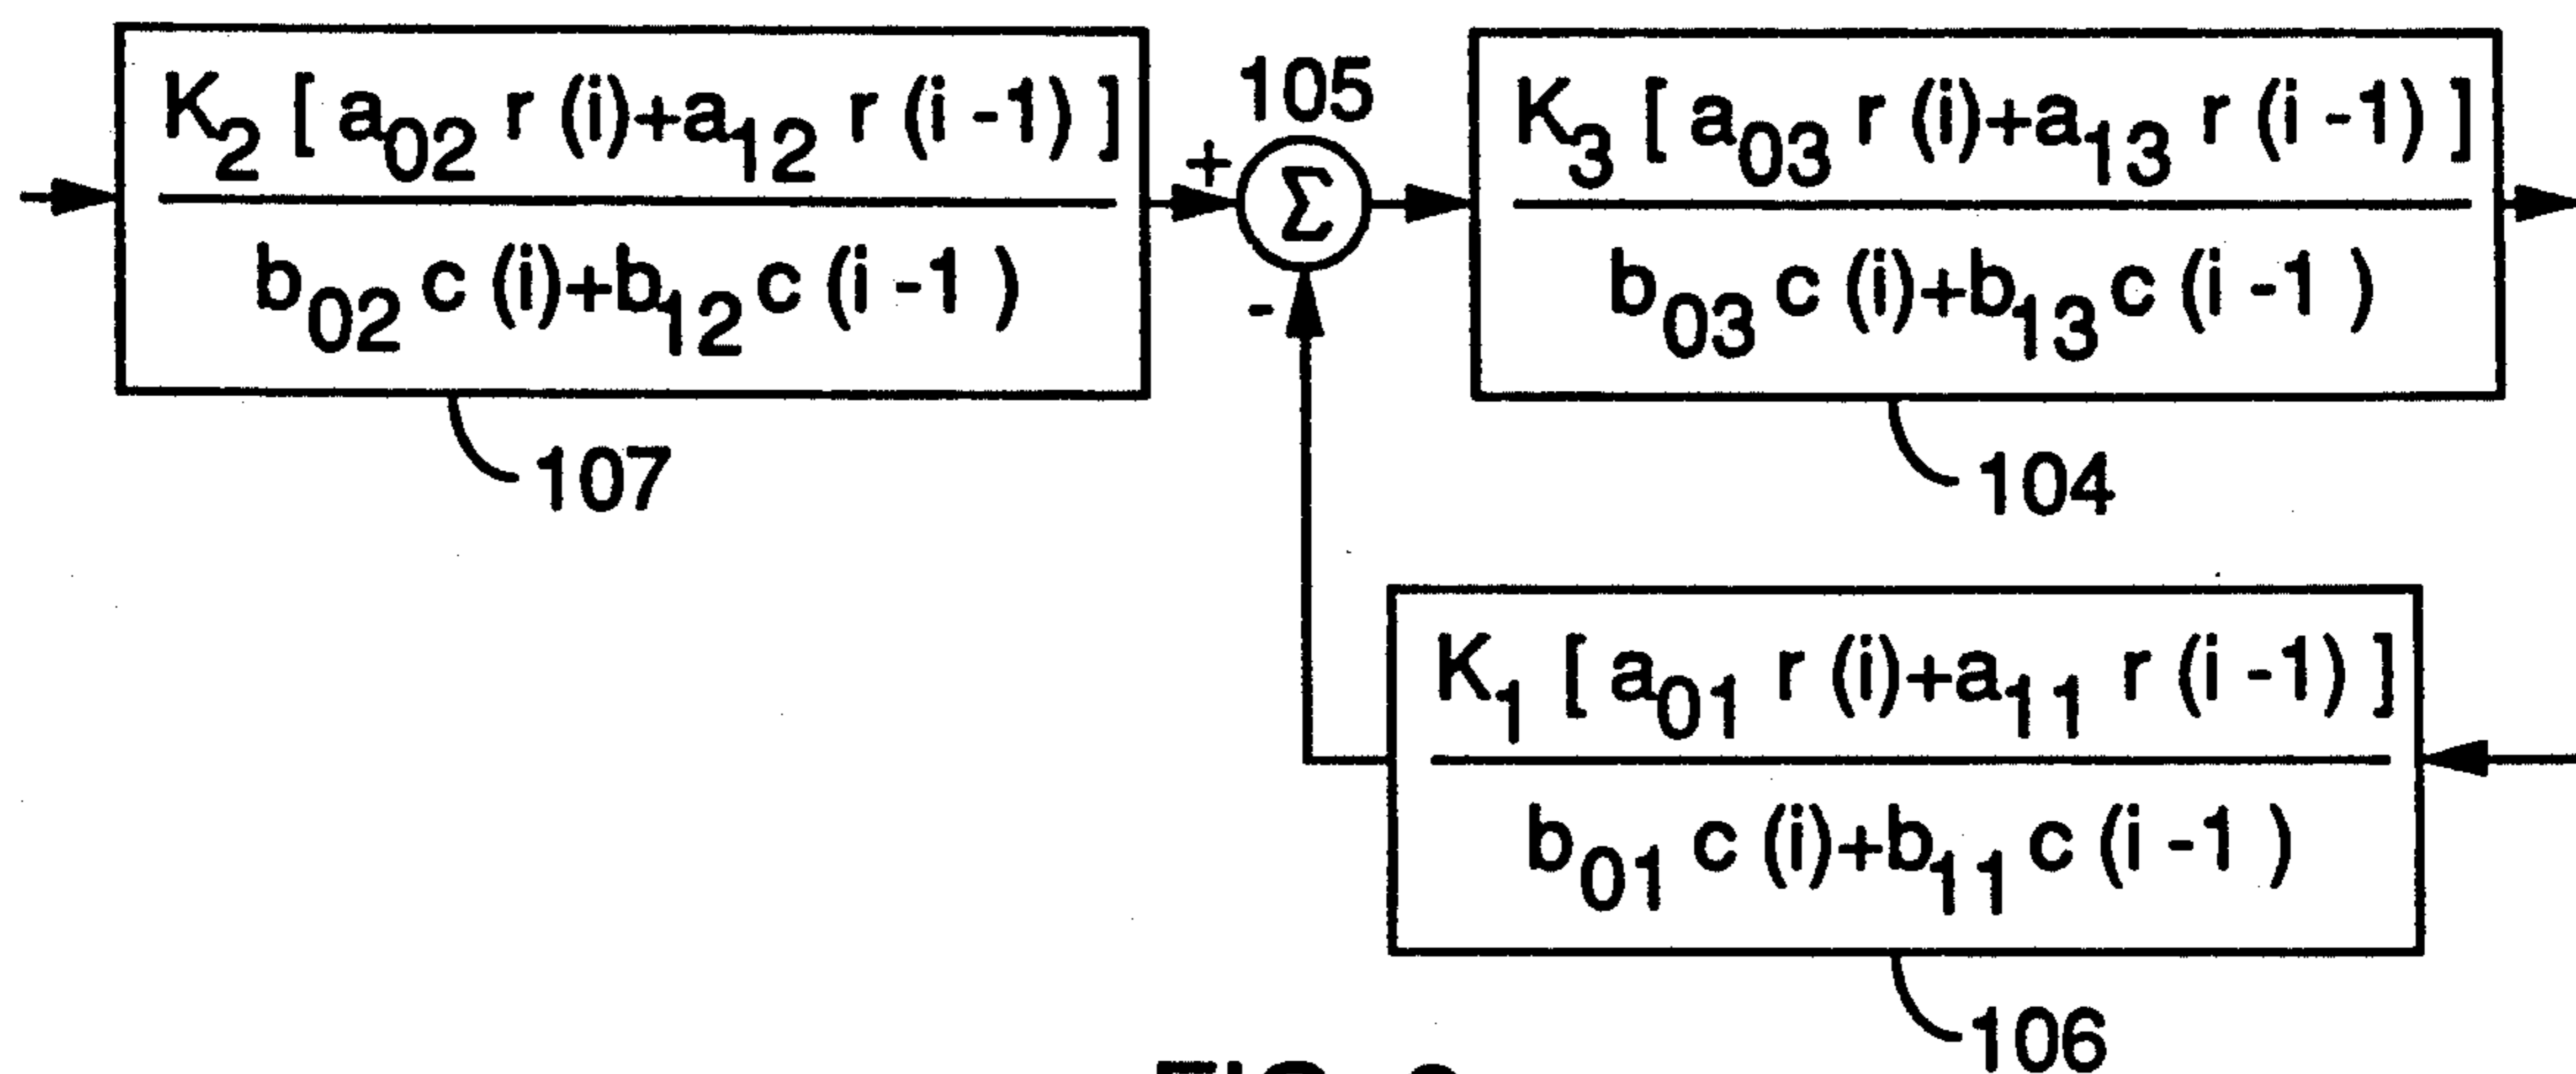 105
K₂ [ a₀₂ r (i)+a₁₂ r (i -1) ]
b₀₂ c (i)+b₁₂ c (i -1 )
107
+
Σ
-
K₃ [ a₀₃ r (i)+a₁₃ r (i -1) ]
b₀₃ c (i)+b₁₃ c (i -1 )
104
K₁ [ a₀₁ r (i)+a₁₁ r (i -1) ]
b₀₁ c (i)+b₁₁ c (i -1 )
106